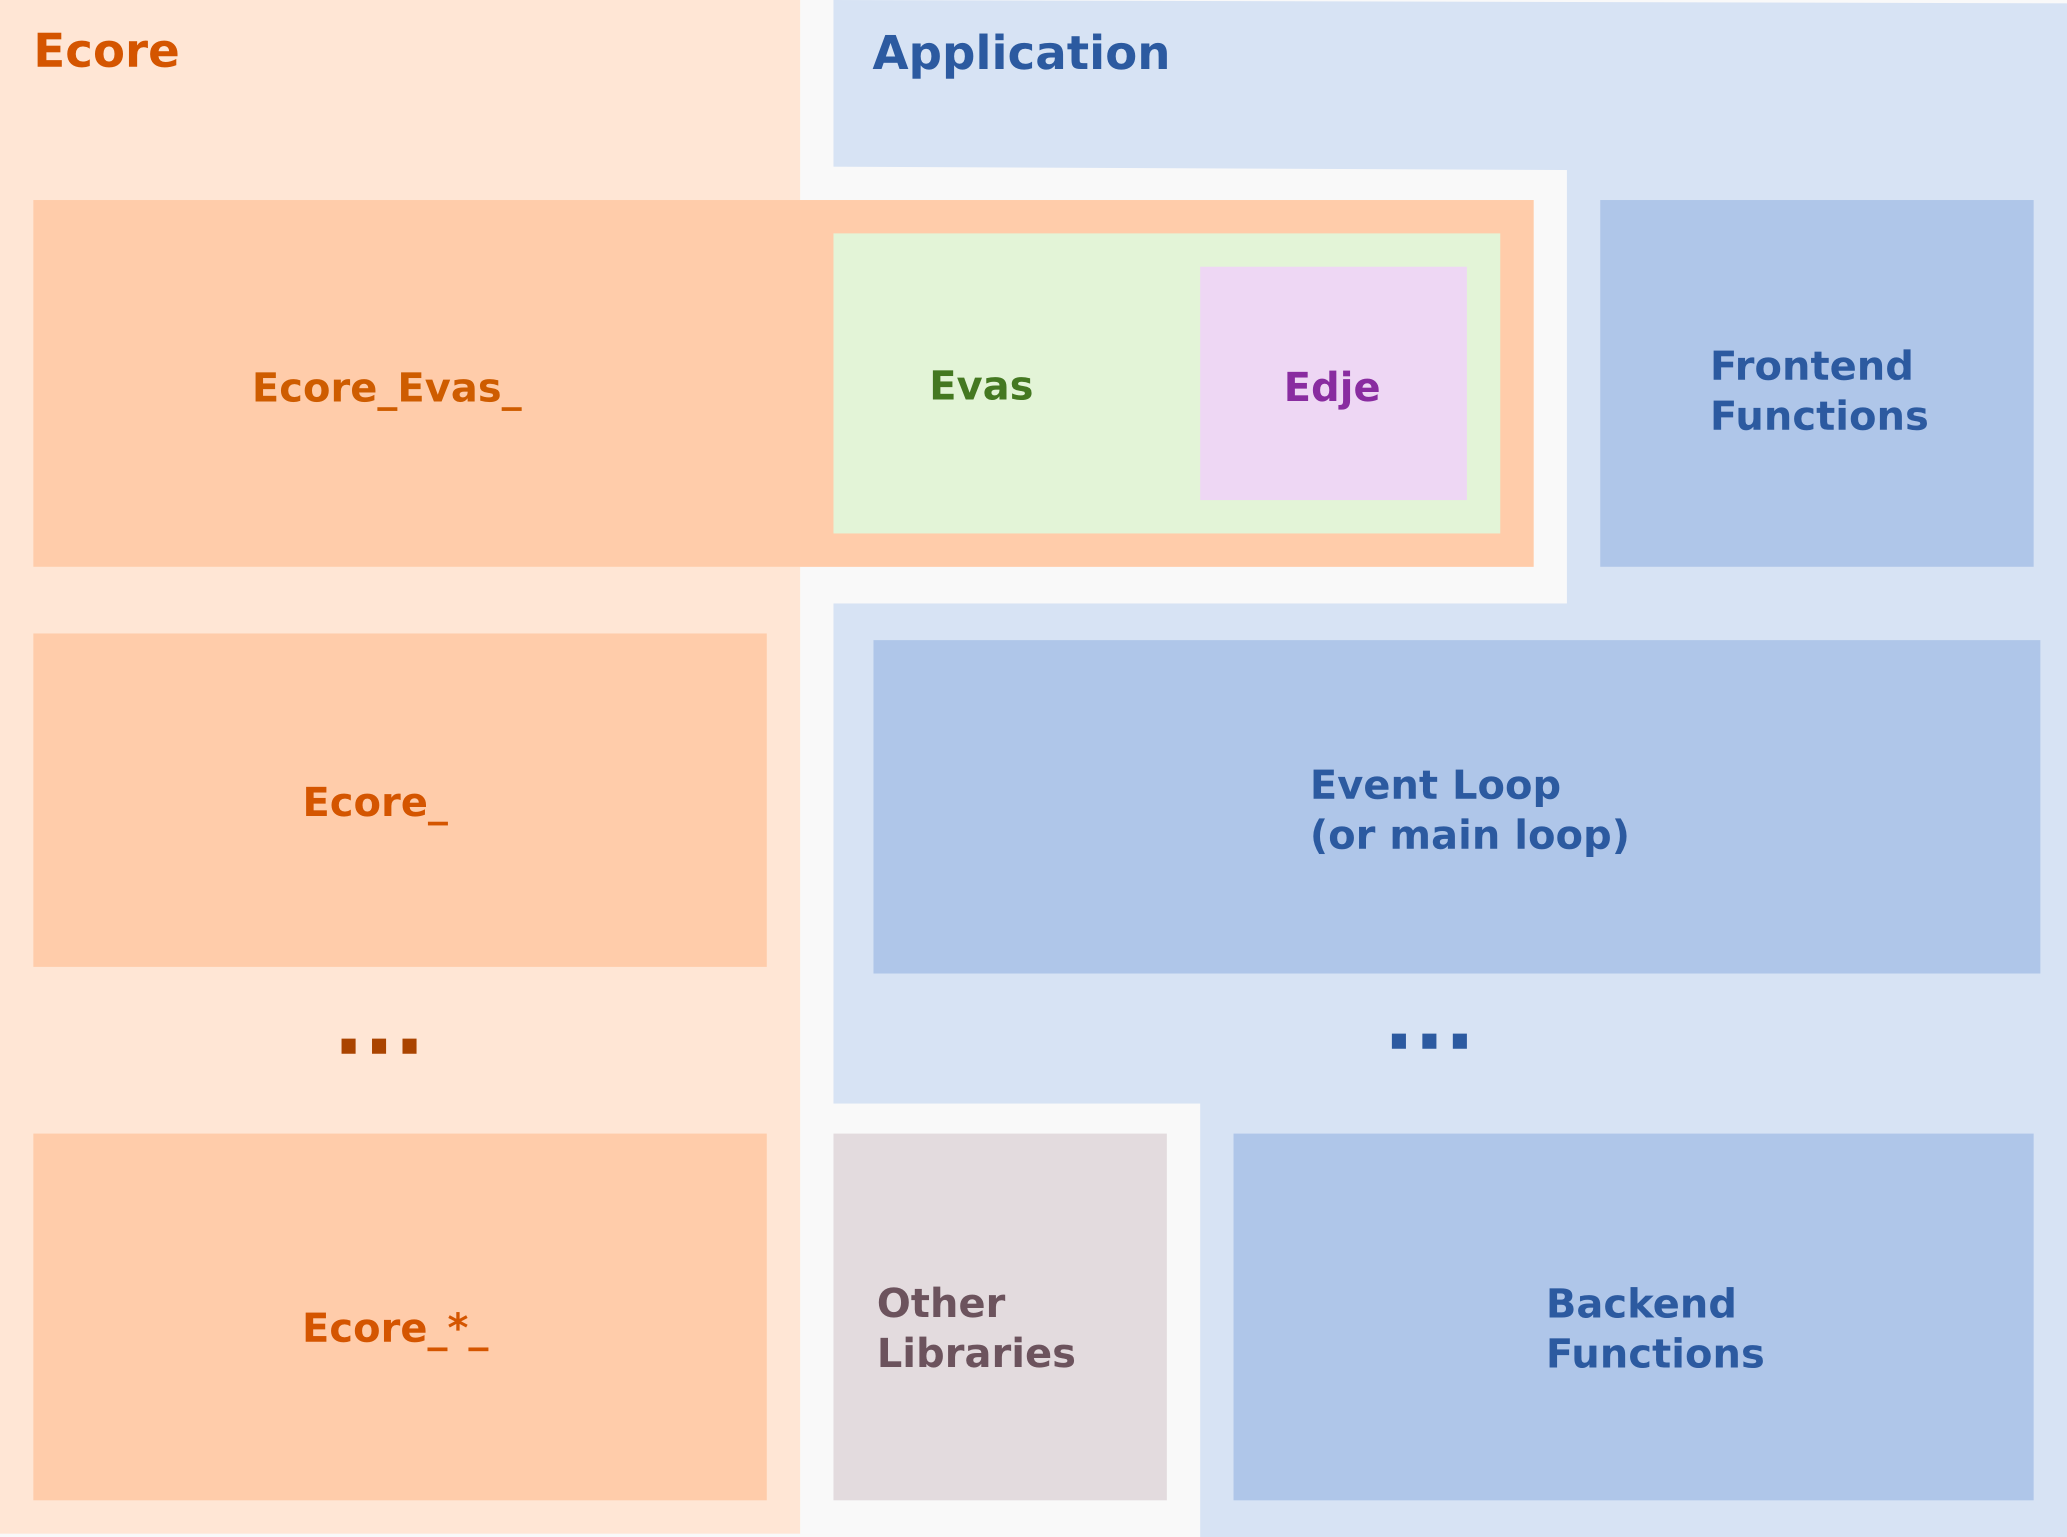 Ecore
Application
Ecore_Evas_
Evas
Edje
Frontend
Functions
Ecore_
Event Loop
(or main loop)
...
...
Ecore_*_
Other
Libraries
Backend
Functions